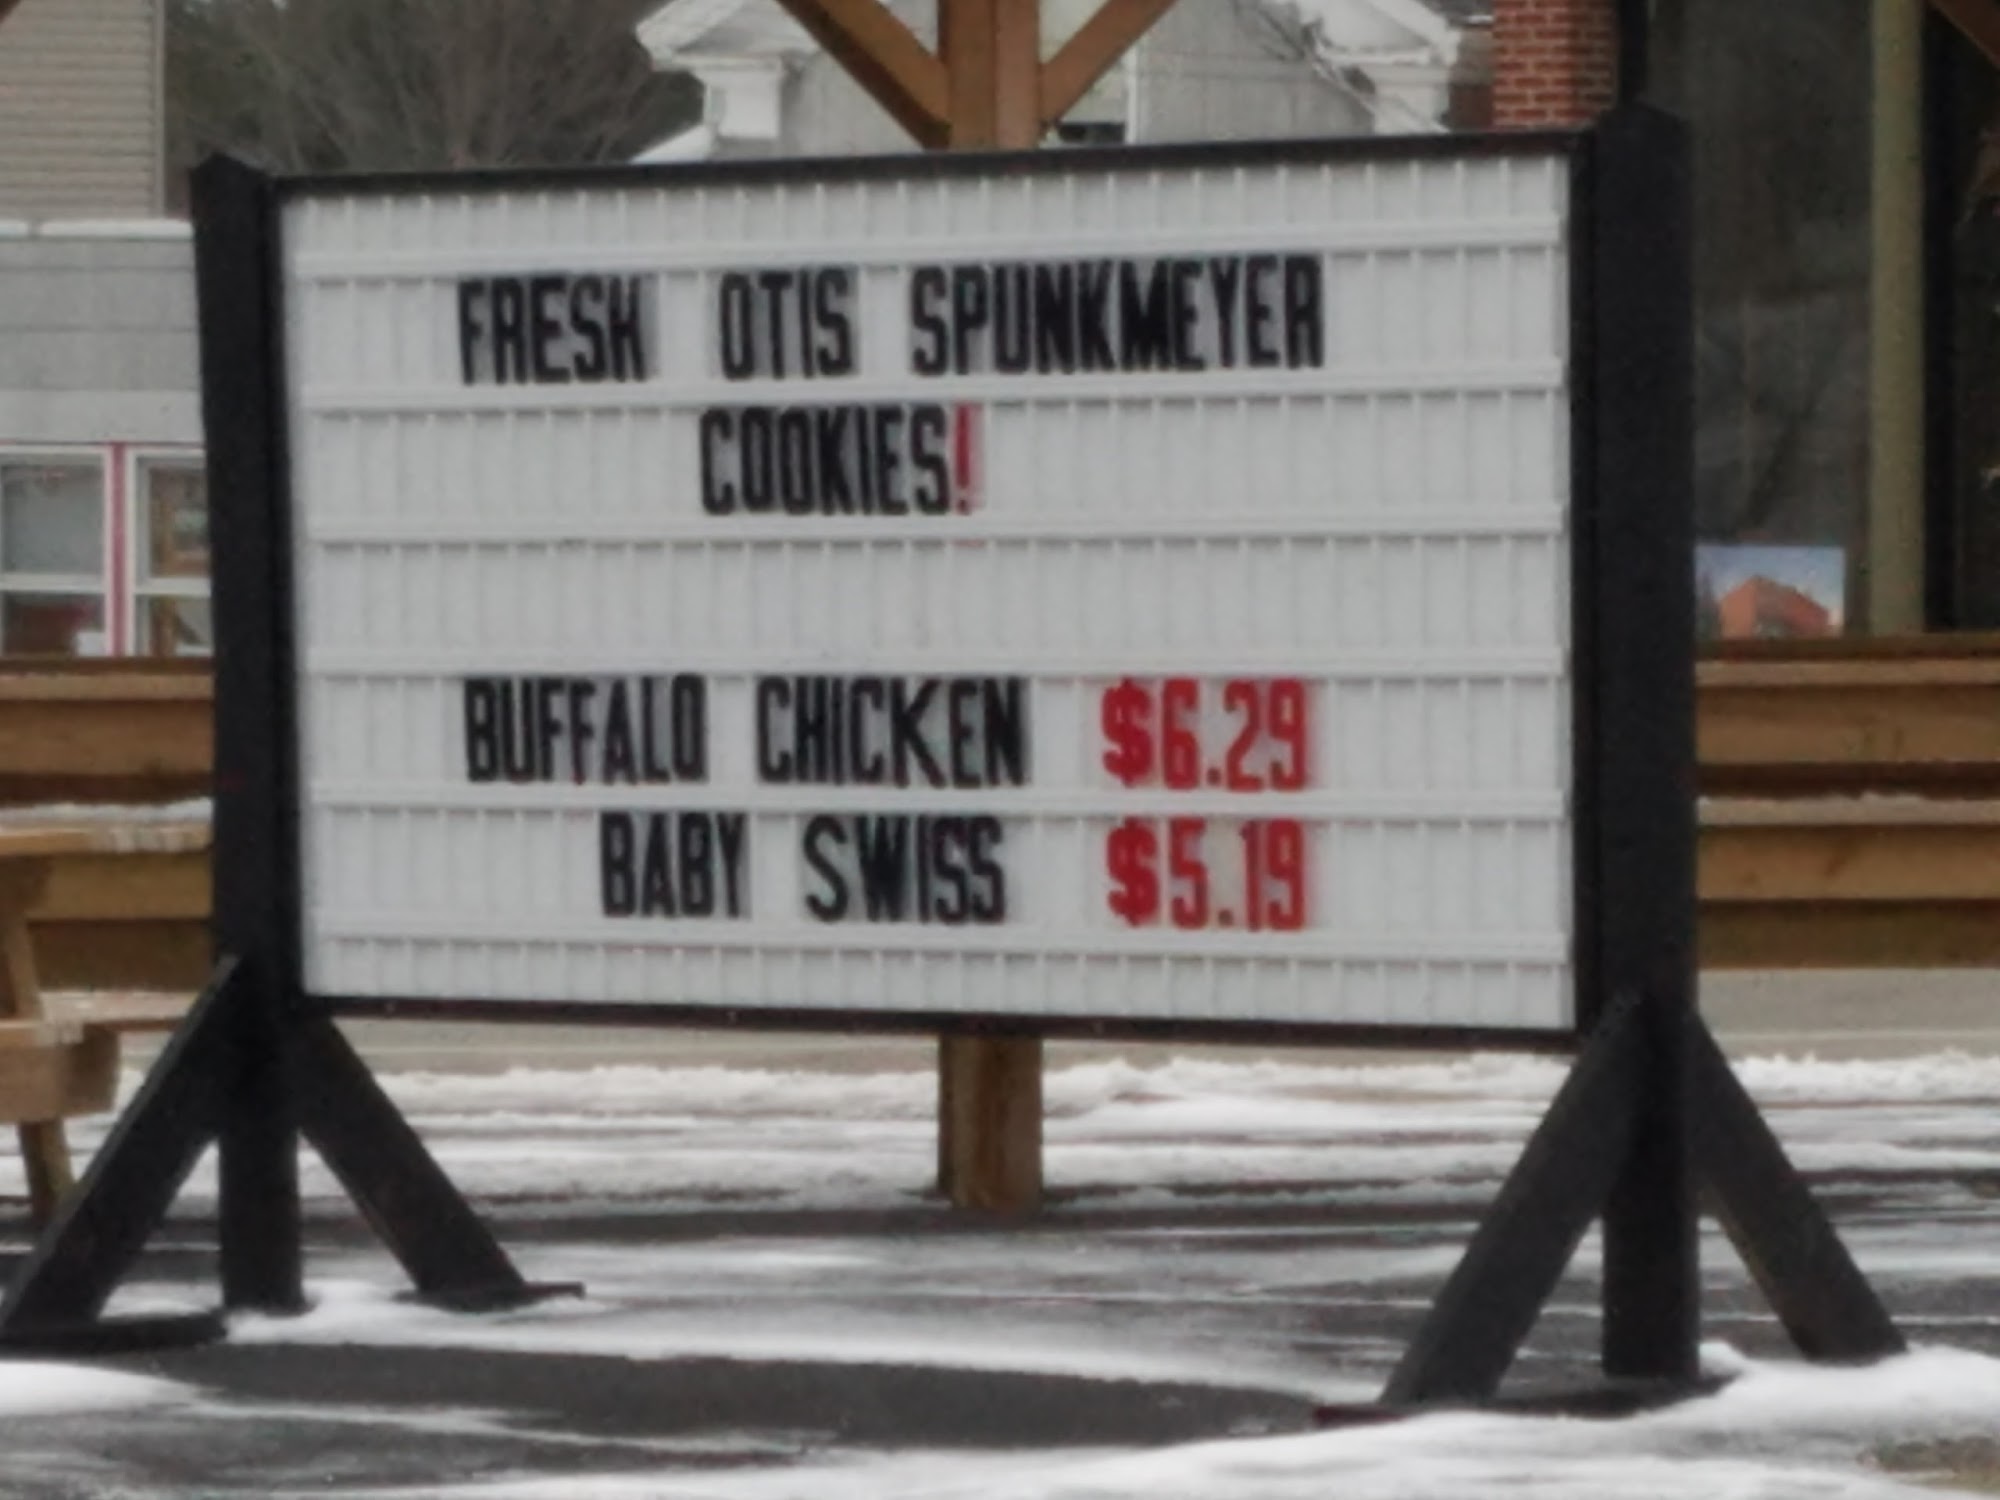 FRESH OTIS SPUNKMEYER
COOKIES!
BUFFALO CHICKEN $6.29
BABY SWISS $5.19